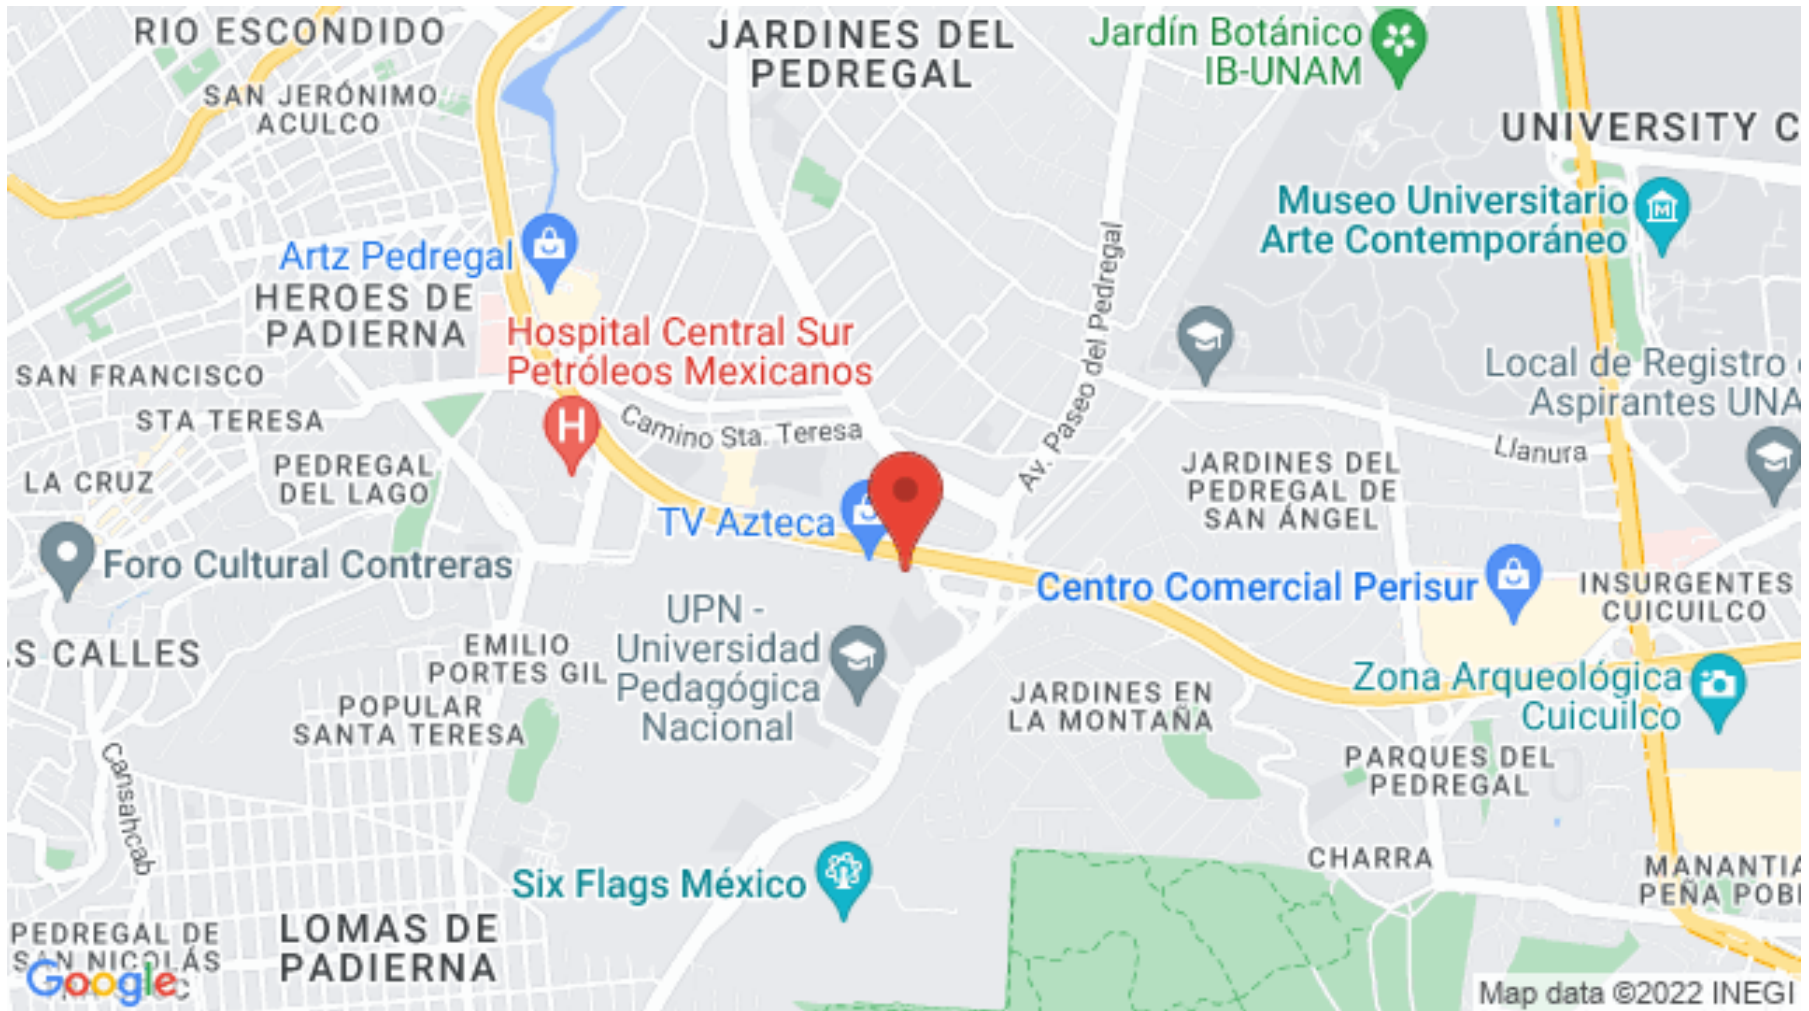 RIO ESCONDIDO
JARDINES DEL
PEDREGAL
Jardín Botánico
IB-UNAM
SAN JERÓNIMO
ACULCO
UNIVERSITY C
Museo Universitario
Arte Contemporáneo
Artz Pedregal
HEROES DE
PADIERNA
Hospital Central Sur
Petróleos Mexicanos
Av. Paseo del Pedregal
Local de Registro
Aspirantes UNA
SAN FRANCISCO
STA TERESA
Camino Sta. Teresa
H
Llanura
LA CRUZ
PEDREGAL
DEL LAGO
JARDINES DEL
PEDREGAL DE
SAN ÁNGEL
TV Azteca
Foro Cultural Contreras
Centro Comercial Perisur
INSURGENTES
CUICUILCO
UPN -
Universidad
Pedagógica
Nacional
S CALLES
EMILIO
PORTES GIL
POPULAR
SANTA TERESA
JARDINES EN
LA MONTAÑA
Zona Arqueológica
Cuicuilco
PARQUES DEL
PEDREGAL
Cansahcab
Six Flags México
CHARRA
MANANTIA
PEÑA POB
PEDREGAL DE
SAN NICOLÁS
LOMAS DE
PADIERNA
Google
Map data ©2022 INEGI